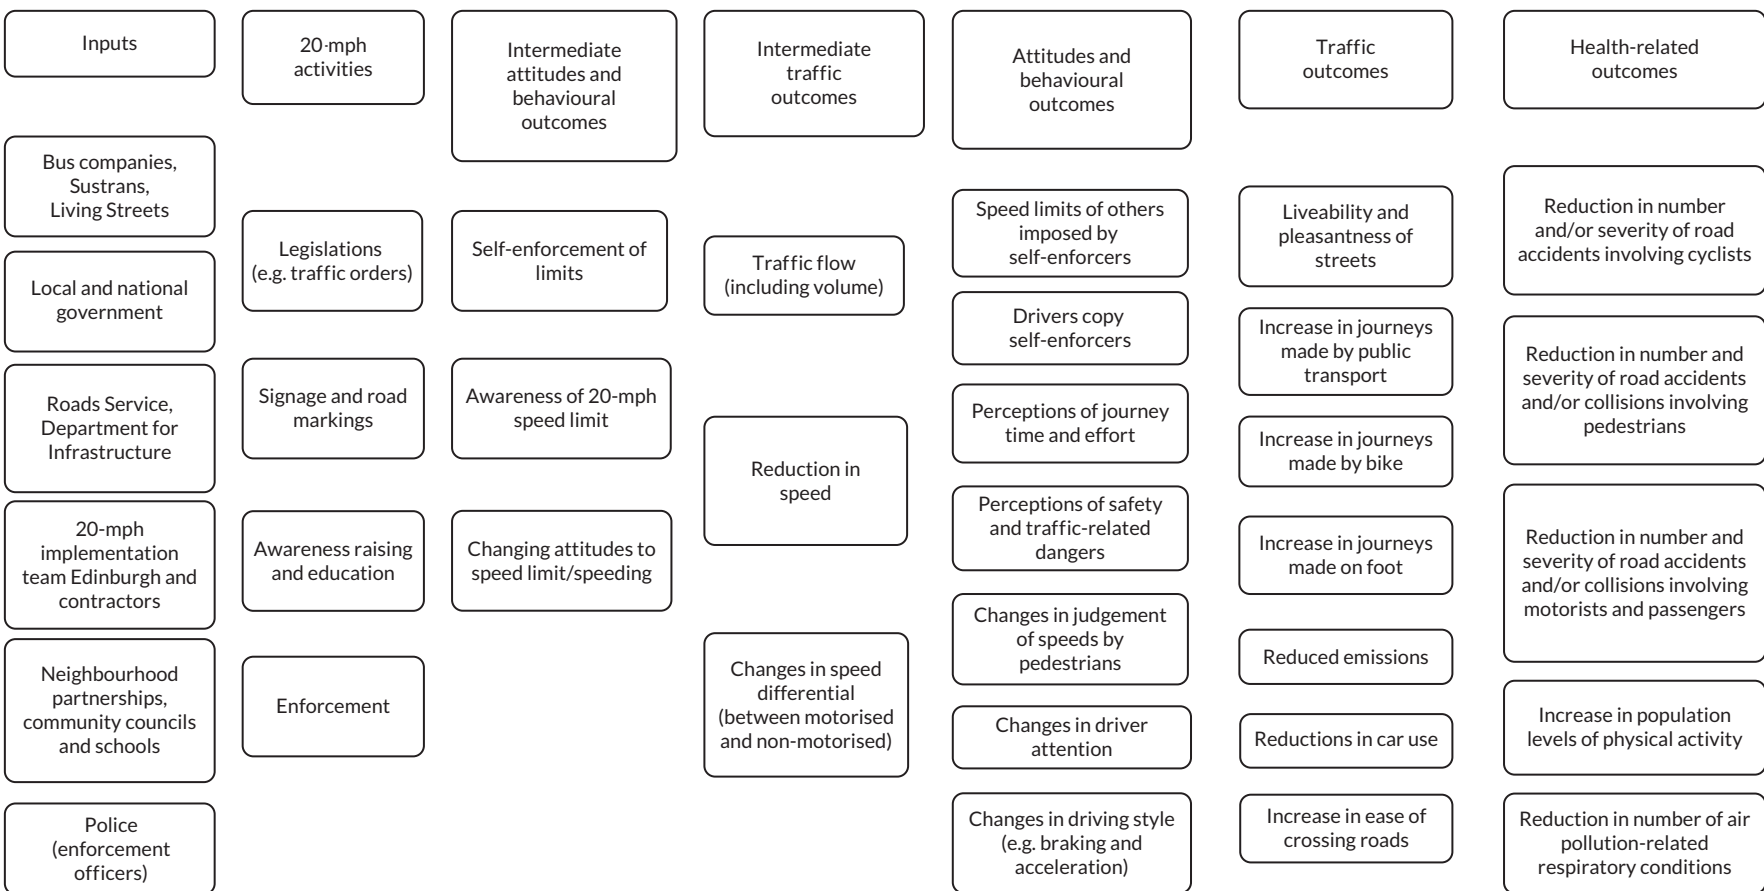 Inputs
20-mph
activities
Intermediate
attitudes and
behavioural
outcomes
Intermediate
traffic
outcomes
Attitudes and
behavioural
outcomes
Traffic
outcomes
Health-related
outcomes
Bus companies,
Sustrans,
Living Streets
Local and national
government
Roads Service,
Department for
Infrastructure
20-mph
implementation
team Edinburgh and
contractors
Neighbourhood
partnerships,
community councils
and schools
Police
(enforcement
officers)
Legislations
(e.g. traffic orders)
Signage and road
markings
Awareness raising
and education
Enforcement
Self-enforcement of
limits
Awareness of 20-mph
speed limit
Changing attitudes to
speed limit/speeding
Traffic flow
(including volume)
Reduction in
speed
Changes in speed
differential
(between motorised
and non-motorised)
Speed limits of others
imposed by
self-enforcers
Drivers copy
self-enforcers
Perceptions of journey
time and effort
Perceptions of safety
and traffic-related
dangers
Changes in judgement
of speeds by
pedestrians
Changes in driver
attention
Changes in driving style
(e.g. braking and
acceleration)
Liveability and
pleasantness of
streets
Increase in journeys
made by public
transport
Increase in journeys
made by bike
Increase in journeys
made on foot
Reduced emissions
Reductions in car use
Increase in ease of
crossing roads
Reduction in number
and/or severity of road
accidents involving cyclists
Reduction in number and
severity of road accidents
and/or collisions involving
pedestrians
Reduction in number and
severity of road accidents
and/or collisions involving
motorists and passengers
Increase in population
levels of physical activity
Reduction in number of air
pollution-related
respiratory conditions